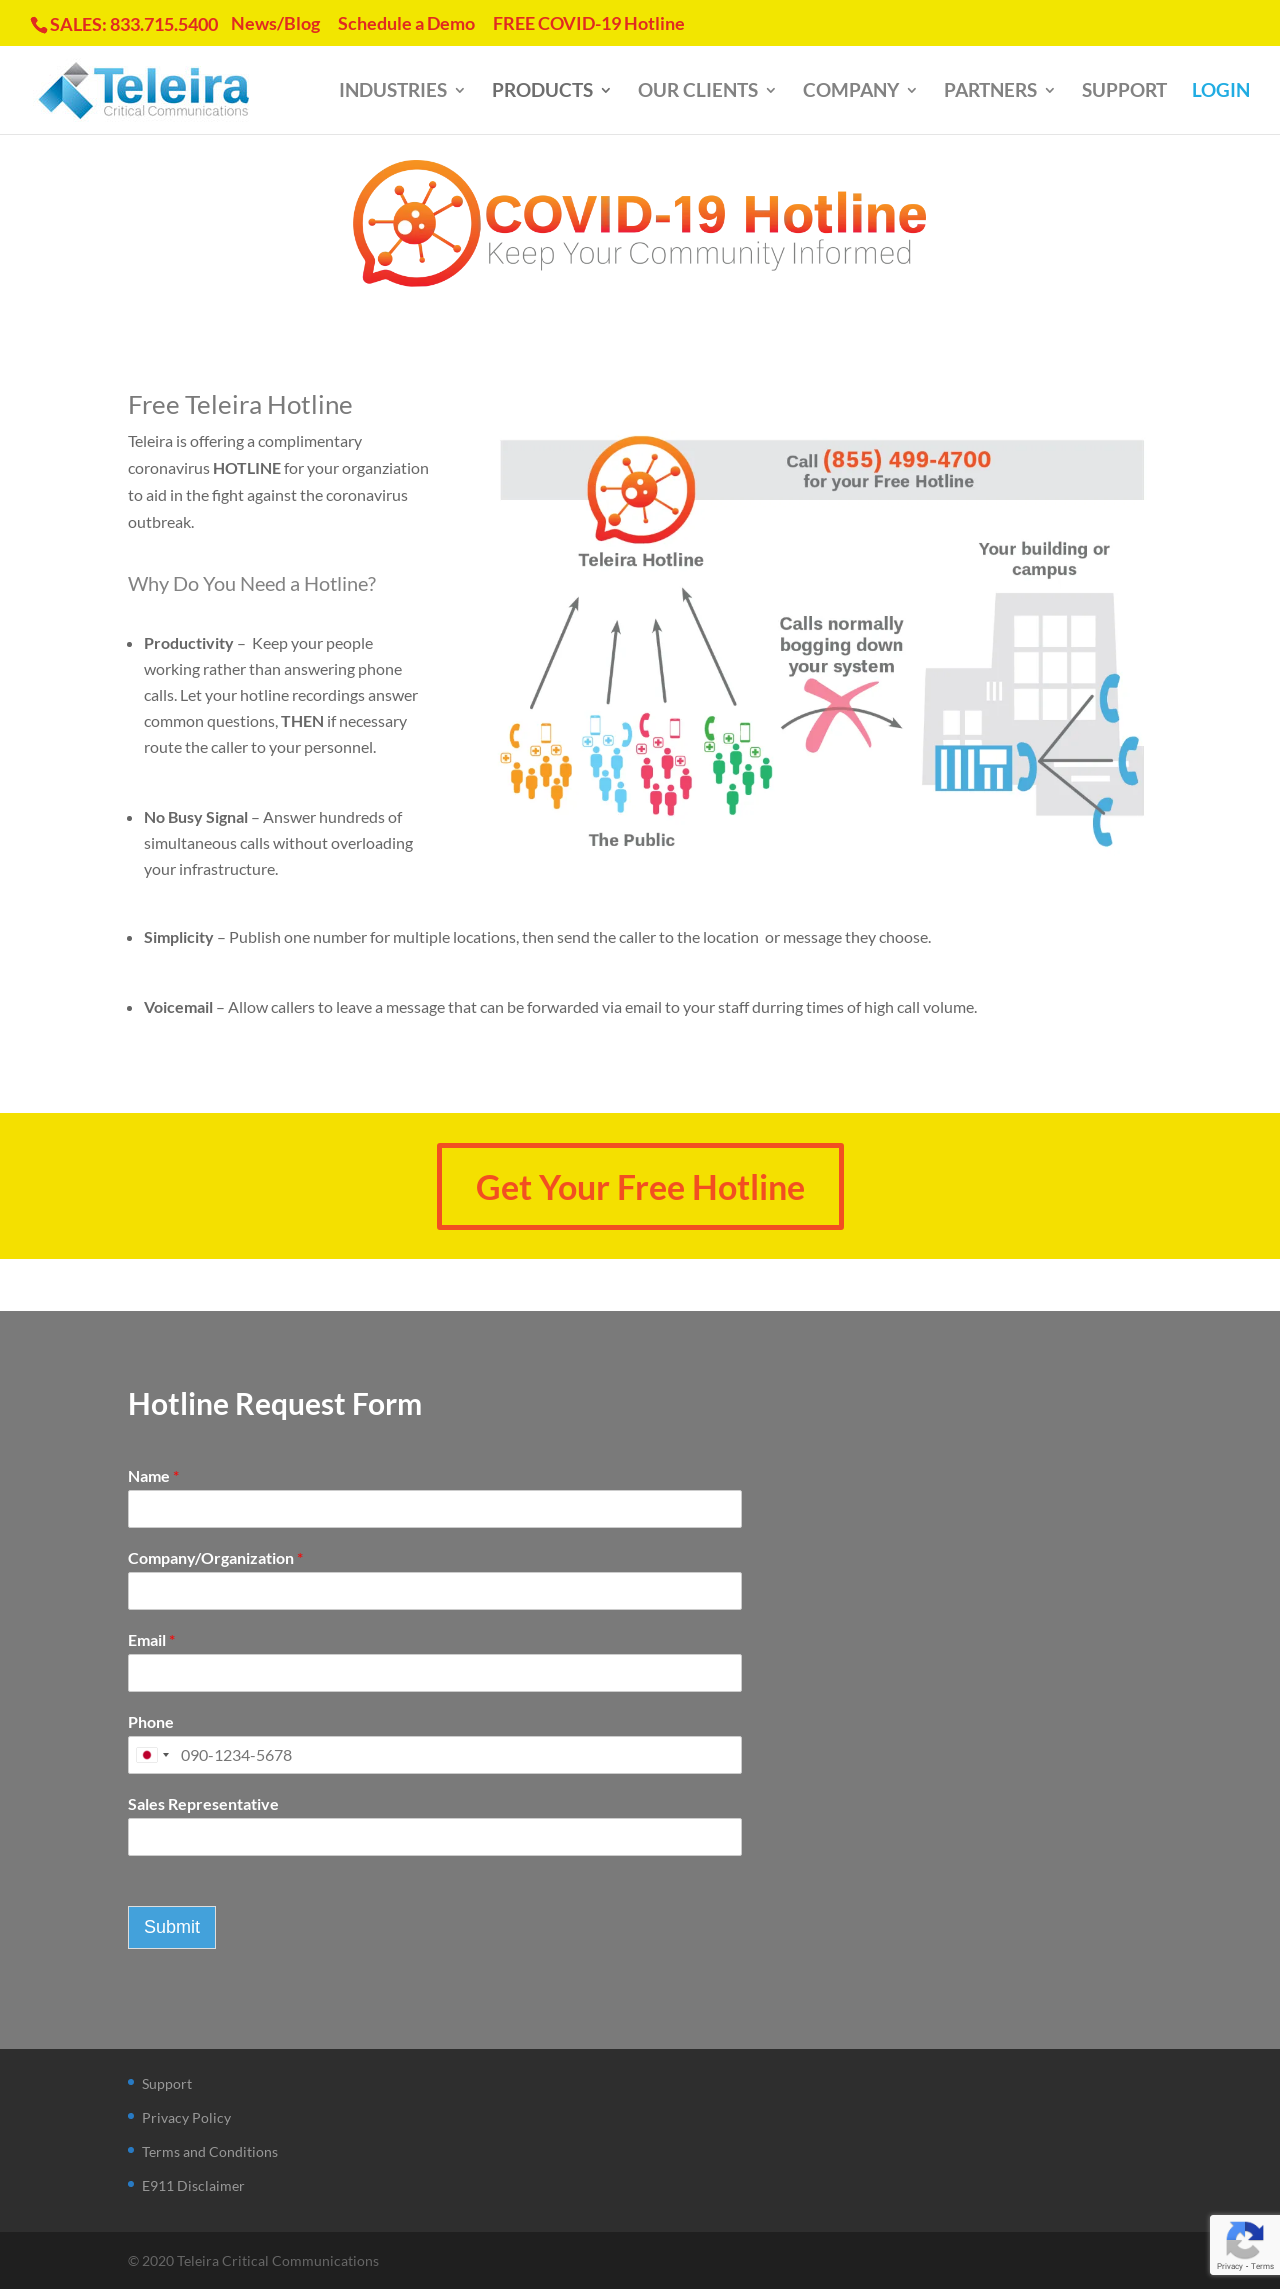 SALES: 833.715.5400 News/Blog Schedule a Demo FREE COVID-19 Hotline
Teleira
Critical Communications
INDUSTRIES PRODUCTS OUR CLIENTS COMPANY PARTNERS SUPPORT LOGIN
COVID-19 Hotline
Keep Your Community Informed
Free Teleira Hotline
Teleira is offering a complimentary
coronavirus HOTLINE for your organziation
to aid in the fight against the coronavirus
outbreak.
Why Do You Need a Hotline?
• Productivity – Keep your people
working rather than answering phone
calls. Let your hotline recordings answer
common questions, THEN if necessary
route the caller to your personnel.
• No Busy Signal – Answer hundreds of
simultaneous calls without overloading
your infrastructure.
Call (855) 499-4700
for your Free Hotline
Teleira Hotline
Your building or
campus
Calls normally
bogging down
your system
The Public
• Simplicity – Publish one number for multiple locations, then send the caller to the location  or message they choose.
• Voicemail – Allow callers to leave a message that can be forwarded via email to your staff durring times of high call volume.
Get Your Free Hotline
Hotline Request Form
Name *
Company/Organization *
Email *
Phone
090-1234-5678
Sales Representative
Submit
Support
Privacy Policy
Terms and Conditions
E911 Disclaimer
© 2020 Teleira Critical Communications
Privacy - Terms